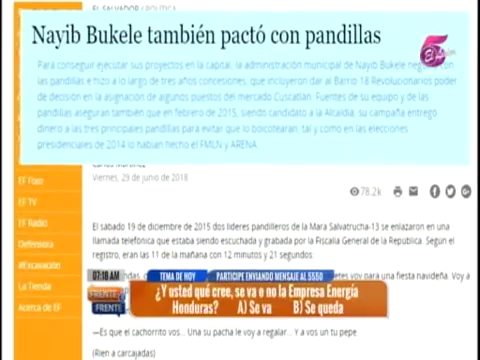 EL SALVADOR / POLÍTICA
Nayib Bukele también pactó con pandillas
Para conseguir ejecutar sus proyectos en la capital, la administración municipal de Nayib Bukele
las pandillas e hizo a lo largo de tres años concesiones, que incluyeron dar al Barrio 18 Revolucionarios poder
de decisión en la asignación de algunos puestos del mercado Cuscatlán. Fuentes de su equipo y de las
pandillas aseguran también que en febrero de 2015, siendo candidato a la Alcaldía, su campaña entregó
dinero a las tres principales pandillas para evitar que lo boicotearan, tal y como en las elecciones
presidenciales de 2014 lo habían hecho el FMLN y ARENA.
5
Carlos Martínez
Viernes, 29 de junio de 2018
78.2k
EF Foto
EF TV
EF Radio
#Excavación
La Tienda
Acerca de EF
El sábado 19 de diciembre de 2015 dos líderes pandilleros de la Mara Salvatrucha-13 se enlazaron en una
llamada telefónica que estaba siendo escuchada y grabada por la Fiscalía General de la República. Según el
registro, eran las 11 de la mañana con 12 minutos y 21 segundos:
voy para una fiesta navideña. Voy a
07:18 AM
TEMA DE HOY
PARTICIPE ENVIANDO MENSAJE AL 5550
FRENTE
FRENTE
¿Y usted qué cree, se va o no la Empresa Energía
Honduras? A) Se va B) Se queda
—Es que el cachorrito vos... Una su pacha le voy a regalar... Y a vos un tu pepe.
(Ríen a carcajadas)